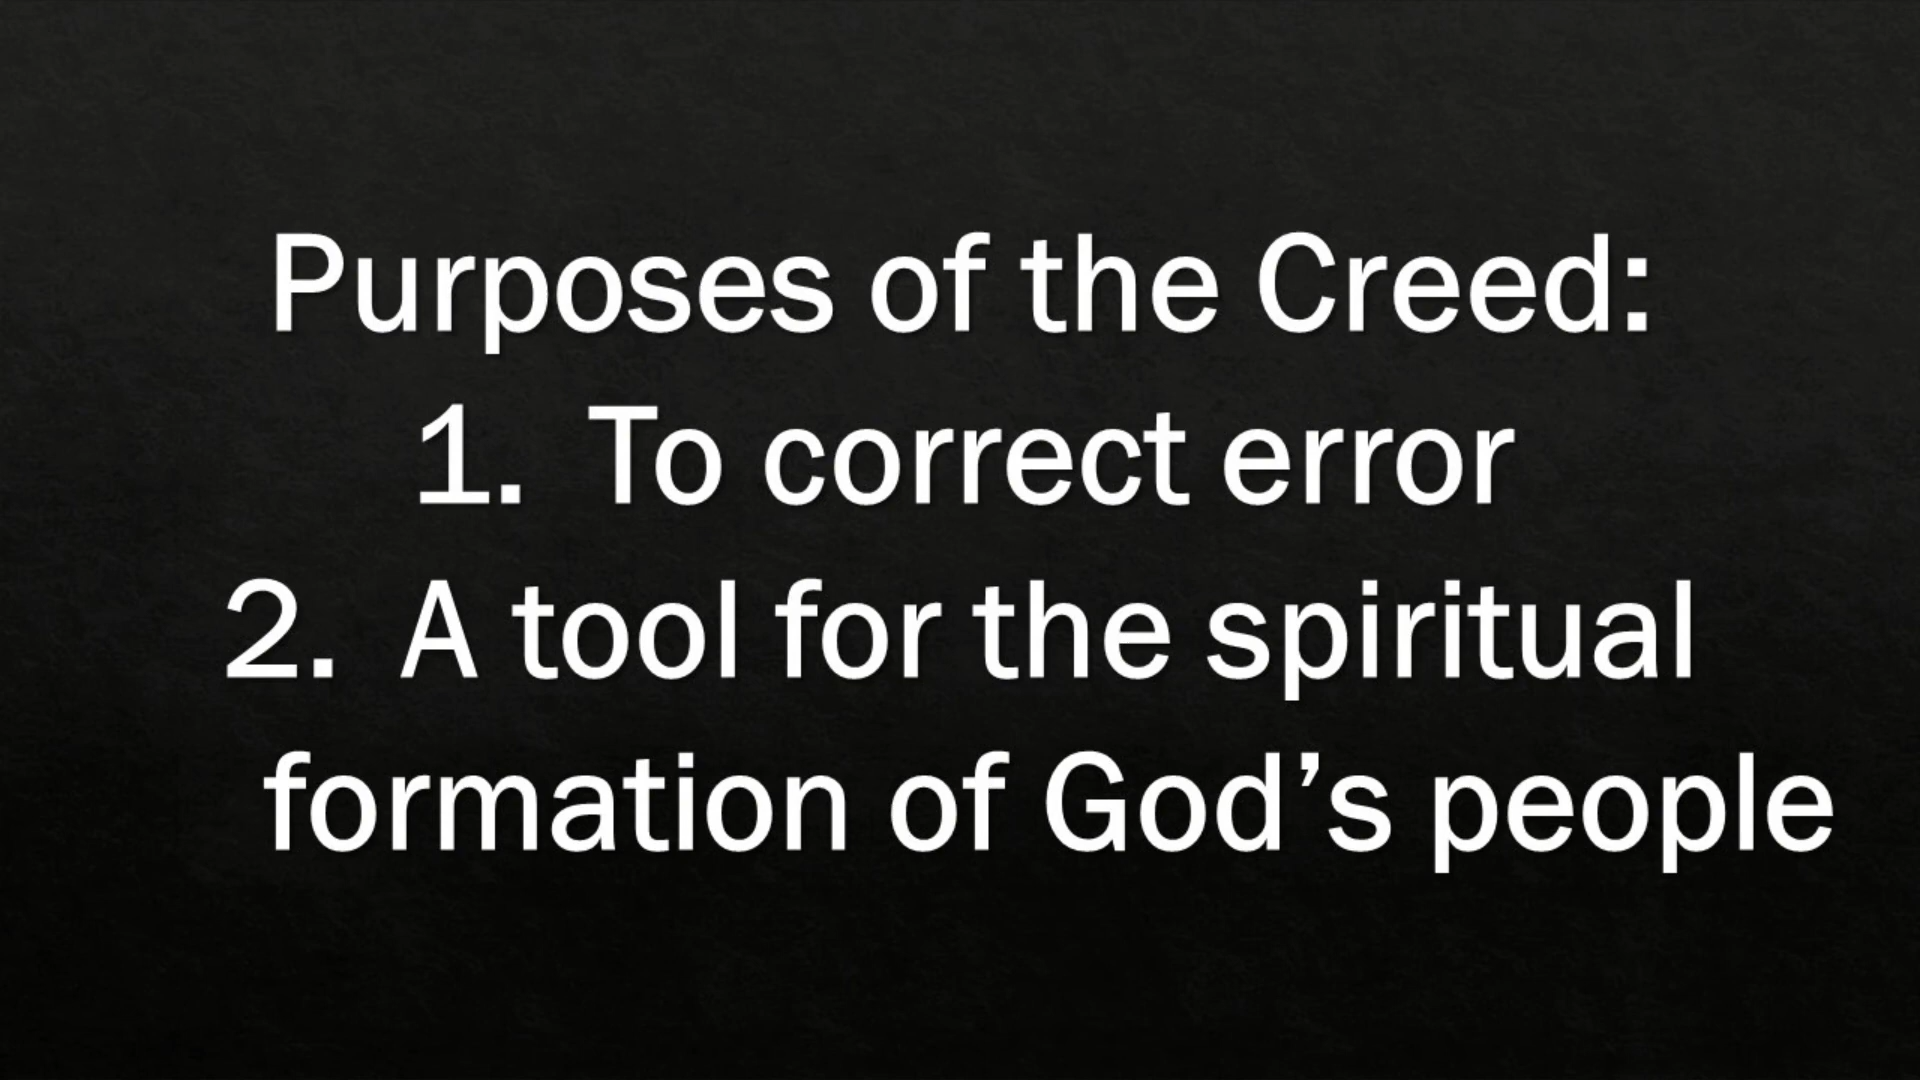 Purposes of the Creed:
1. To correct error
2. A tool for the spiritual
formation of God’s people